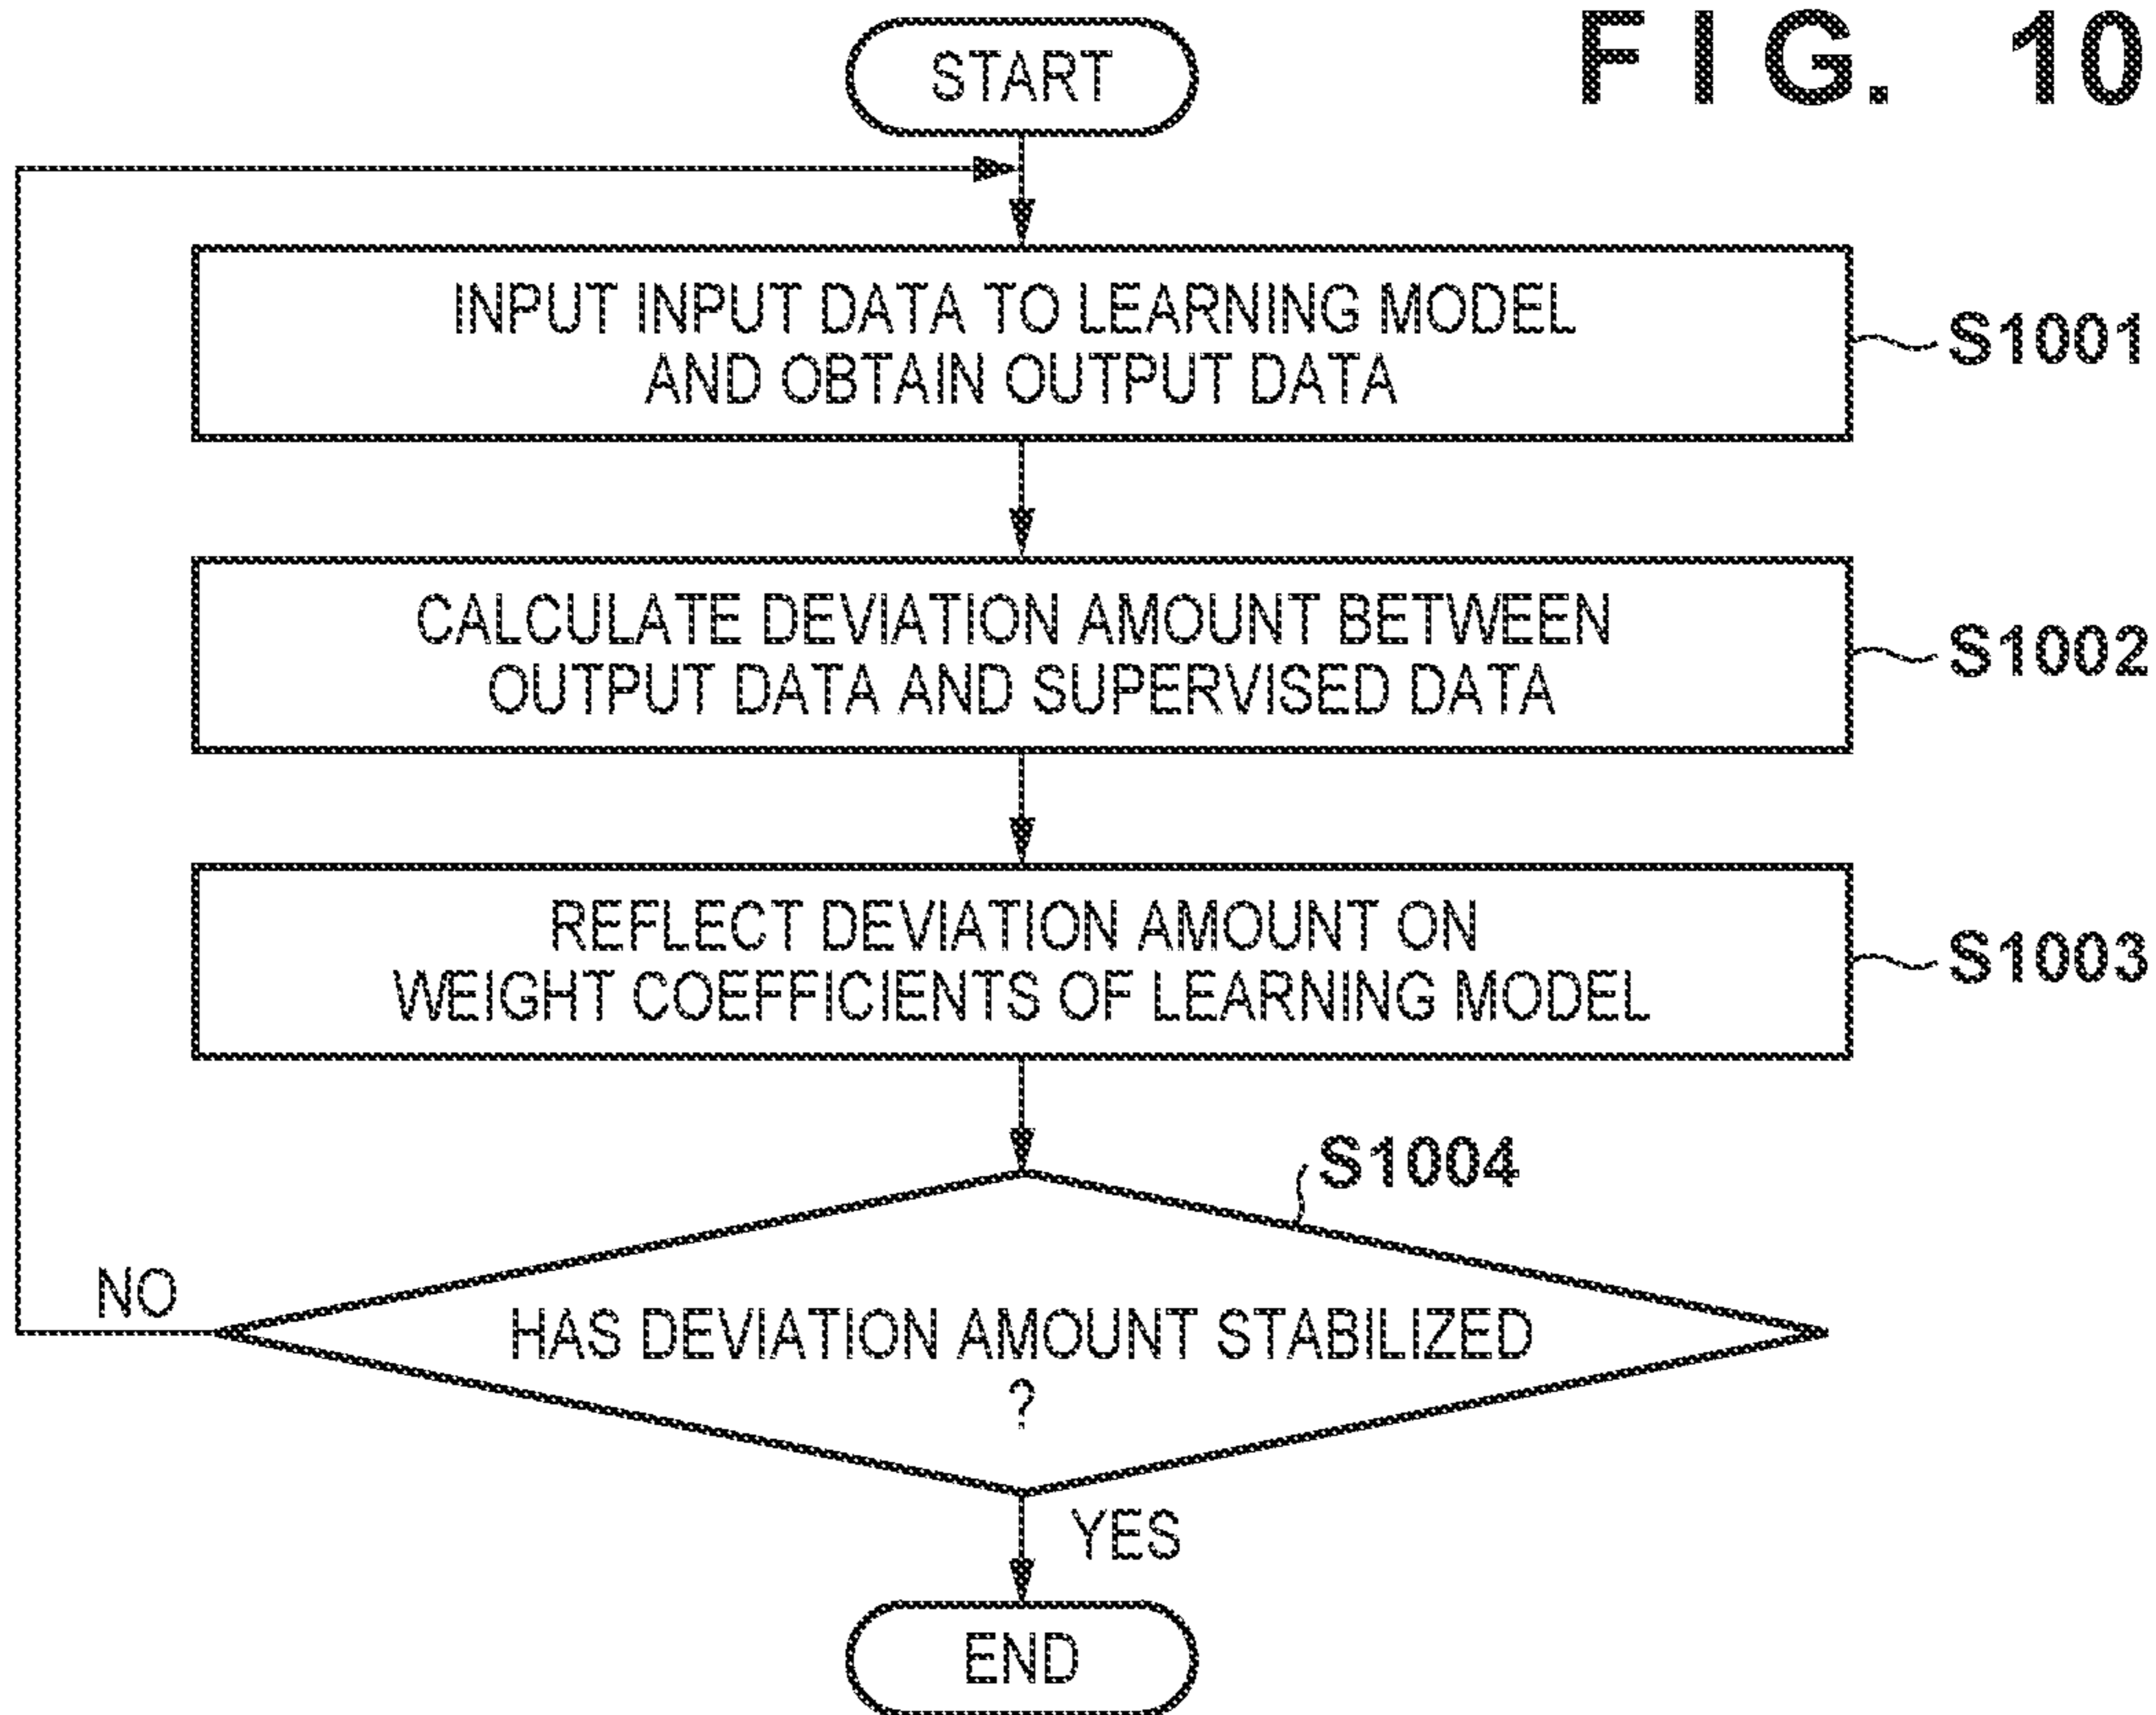 FIG. 10
START
INPUT INPUT DATA TO LEARNING MODEL
AND OBTAIN OUTPUT DATA
S1001
CALCULATE DEVIATION AMOUNT BETWEEN
OUTPUT DATA AND SUPERVISED DATA
S1002
REFLECT DEVIATION AMOUNT ON
WEIGHT COEFFICIENTS OF LEARNING MODEL
S1003
S1004
NO
HAS DEVIATION AMOUNT STABILIZED
?
YES
END